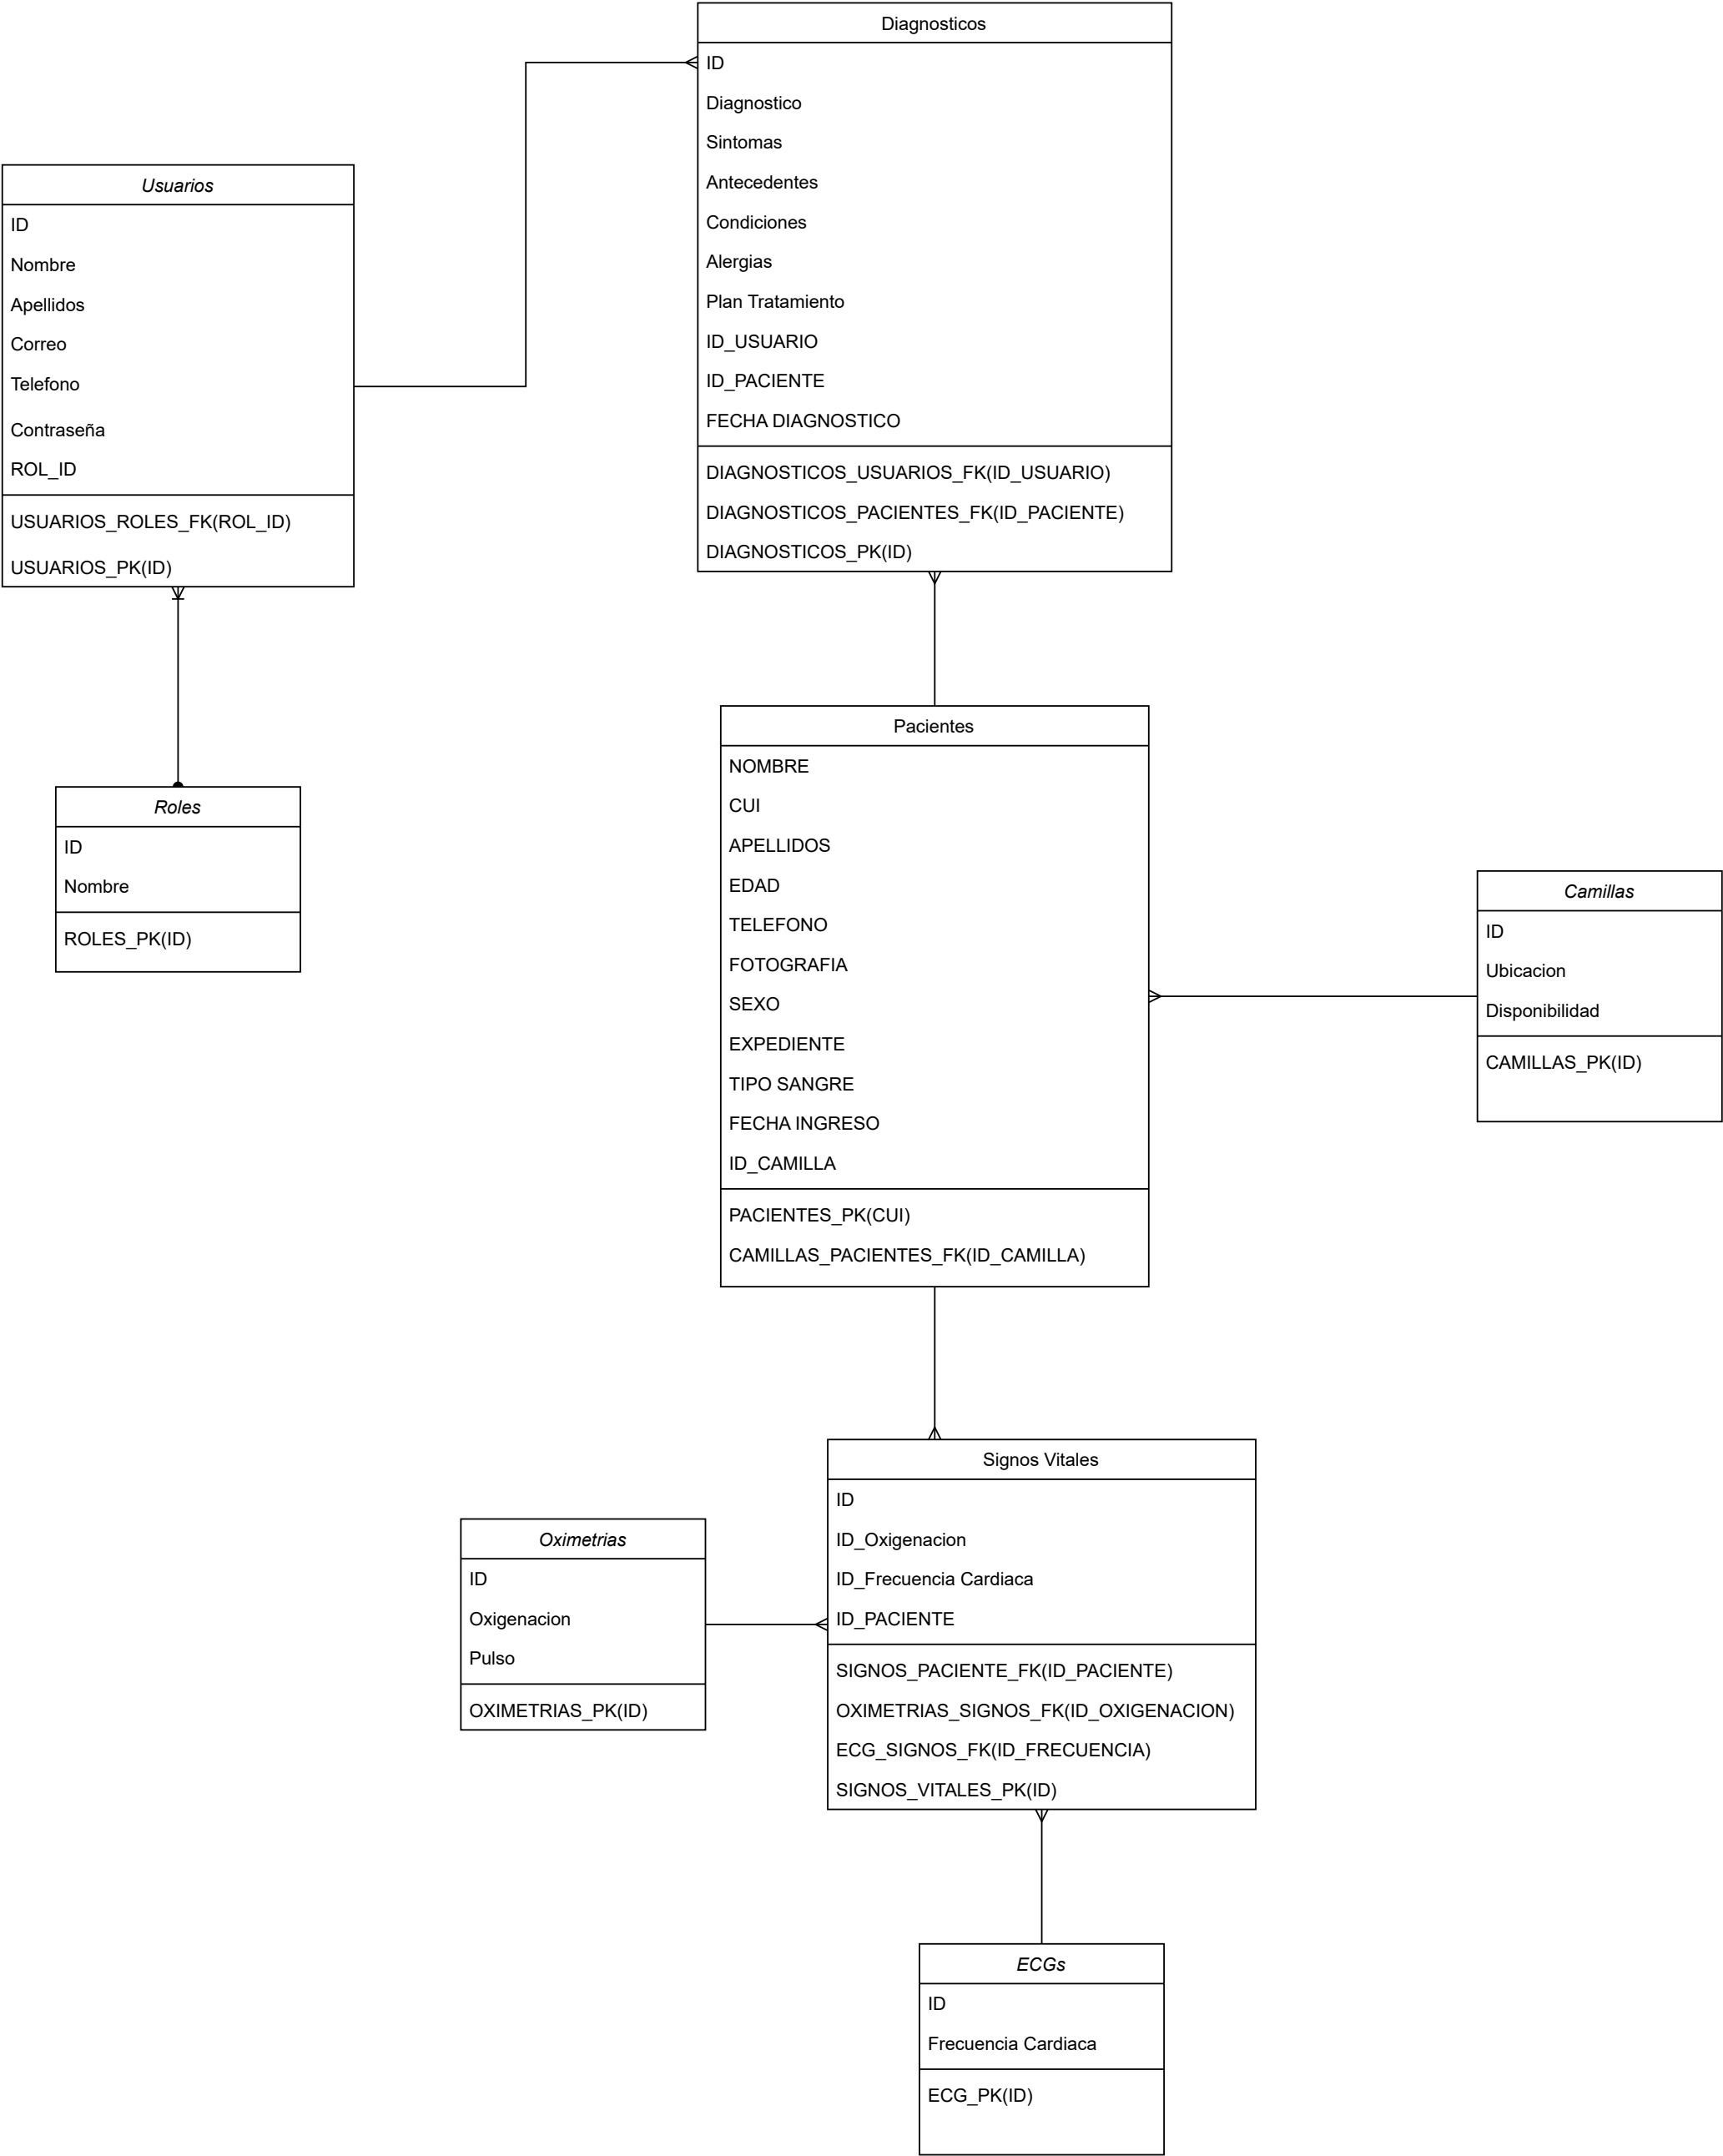 Diagnosticos
ID
Diagnostico
Sintomas
Antecedentes
Condiciones
Alergias
Plan Tratamiento
ID_USUARIO
ID_PACIENTE
FECHA DIAGNOSTICO
DIAGNOSTICOS_USUARIOS_FK(ID_USUARIO)
DIAGNOSTICOS_PACIENTES_FK(ID_PACIENTE)
DIAGNOSTICOS_PK(ID)
Usuarios
ID
Nombre
Apellidos
Correo
Telefono
Contraseña
ROL_ID
USUARIOS_ROLES_FK(ROL_ID)
USUARIOS_PK(ID)
Roles
ID
Nombre
ROLES_PK(ID)
Pacientes
NOMBRE
CUI
APELLIDOS
EDAD
TELEFONO
FOTOGRAFIA
SEXO
EXPEDIENTE
TIPO SANGRE
FECHA INGRESO
ID_CAMILLA
PACIENTES_PK(CUI)
CAMILLAS_PACIENTES_FK(ID_CAMILLA)
Camillas
ID
Ubicacion
Disponibilidad
CAMILLAS_PK(ID)
Signos Vitales
ID
ID_Oxigenacion
ID_Frecuencia Cardiaca
ID_PACIENTE
SIGNOS_PACIENTE_FK(ID_PACIENTE)
OXIMETRIAS_SIGNOS_FK(ID_OXIGENACION)
ECG_SIGNOS_FK(ID_FRECUENCIA)
SIGNOS_VITALES_PK(ID)
Oximetrias
ID
Oxigenacion
Pulso
OXIMETRIAS_PK(ID)
ECGs
ID
Frecuencia Cardiaca
ECG_PK(ID)